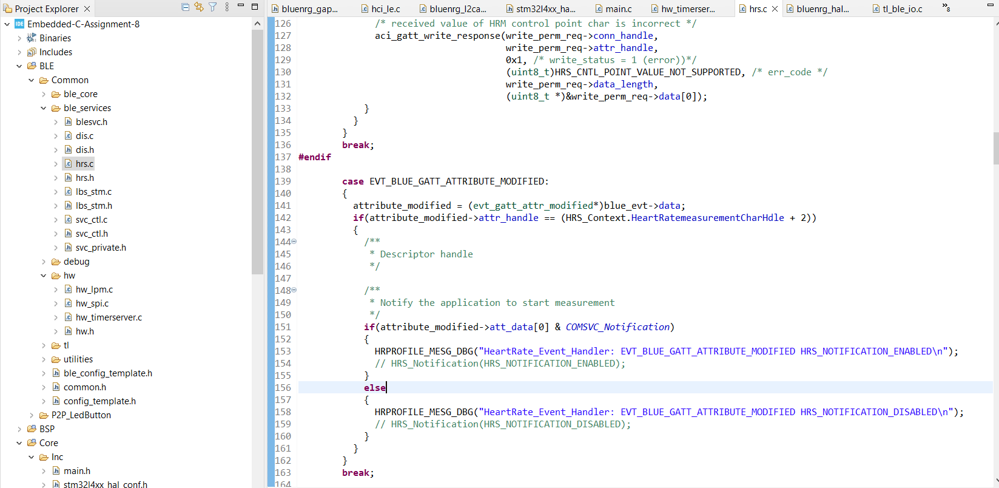 Project Explorer
Embedded-C-Assignment-8
Binaries
Includes
BLE
Common
ble_core
ble_services
blesvc.h
dis.c
dis.h
hrs.c
hrs.h
lbs_stm.c
lbs_stm.h
svc_ctl.c
svc_ctl.h
svc_private.h
debug
hw
hw_lpm.c
hw_spi.c
hw_timerserver.c
hw.h
tl
utilities
ble_config_template.h
common.h
config_template.h
P2P_LedButton
BSP
Core
Inc
main.h
stm32l4xx_hal_conf.h
bluenrg_gap... hci_le.c bluenrg_l2ca... stm32l4xx_ha... main.c hw_timerser... hrs.c bluenrg_hal... tl_ble_io.c »8
126 /* received value of HRM control point char is incorrect */
127 aci_gatt_write_response(write_perm_req->conn_handle,
128 write_perm_req->attr_handle,
129 0x1, /* write_status = 1 (error))*/
130 (uint8_t)HRS_CNTL_POINT_VALUE_NOT_SUPPORTED, /* err_code */
131 write_perm_req->data_length,
132 (uint8_t *)&write_perm_req->data[0]);
133 }
134 }
135 }
136 break;
137 #endif
138
139 case EVT_BLUE_GATT_ATTRIBUTE_MODIFIED:
140 {
141 attribute_modified = (evt_gatt_attr_modified*)blue_evt->data;
142 if(attribute_modified->attr_handle == (HRS_Context.HeartRatemeasurementCharHdle + 2))
143 {
144 /**
145 * Descriptor handle
146 */
147
148 /**
149 * Notify the application to start measurement
150 */
151 if(attribute_modified->att_data[0] & COMSVC_Notification)
152 {
153 HRPROFILE_MESG_DBG("HeartRate_Event_Handler: EVT_BLUE_GATT_ATTRIBUTE_MODIFIED HRS_NOTIFICATION_ENABLED\n");
154 // HRS_Notification(HRS_NOTIFICATION_ENABLED);
155 }
156 else
157 {
158 HRPROFILE_MESG_DBG("HeartRate_Event_Handler: EVT_BLUE_GATT_ATTRIBUTE_MODIFIED HRS_NOTIFICATION_DISABLED\n");
159 // HRS_Notification(HRS_NOTIFICATION_DISABLED);
160 }
161 }
162 }
163 break;
164